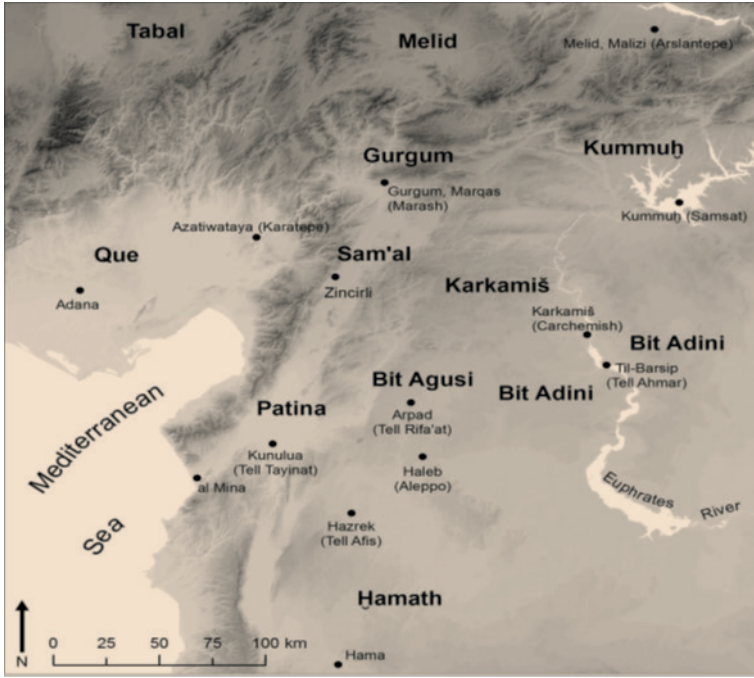 Tabal
Melid
Melid, Malizi (Arslantepe)
Gurgum
Kummuḫ
Gurgum, Marqas
(Marash)
Kummuḫ (Samsat)
Azatiwataya (Karatepe)
Que
Sam'al
Adana
Zincirli
Karkamiš
Karkamiš
(Carchemish)
Bit Adini
Til-Barsip
(Tell Ahmar)
Bit Agusi
Bit Adini
Patina
Arpad
(Tell Rifa'at)
Mediterranean
Sea
Kunulua
(Tell Tayinat)
Haleb
(Aleppo)
al Mina
Euphrates
River
Hazrek
(Tell Afis)
Ḫamath
N
0 25 50 75 100 km
Hama